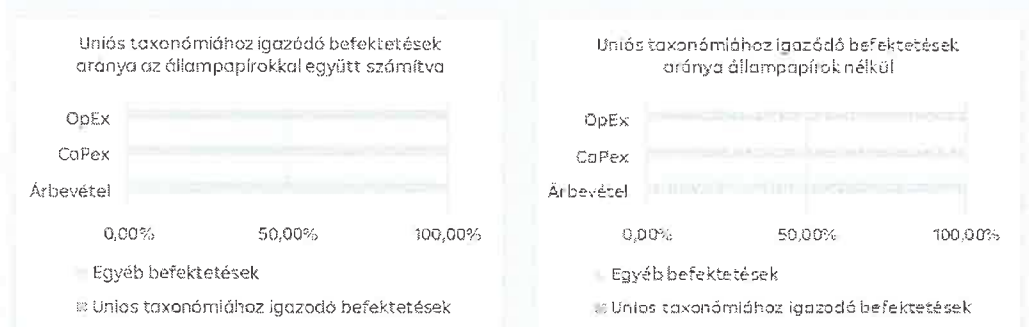 Uniós taxonómiához igazódó befektetések
aránya az állampapírokkal együtt számítva
OpEx
CaPex
Árbevétel
0,00% 50,00% 100,00%
Egyéb befektetések
Uniós taxonómiához igazodó befektetések
Uniós taxonómiához igazódó befektetések
aránya állampapírok nélkül
OpEx
CaPex
Árbevétel
0,00% 50,00% 100,00%
Egyéb befektetések
Uniós taxonómiához igazodó befektetések